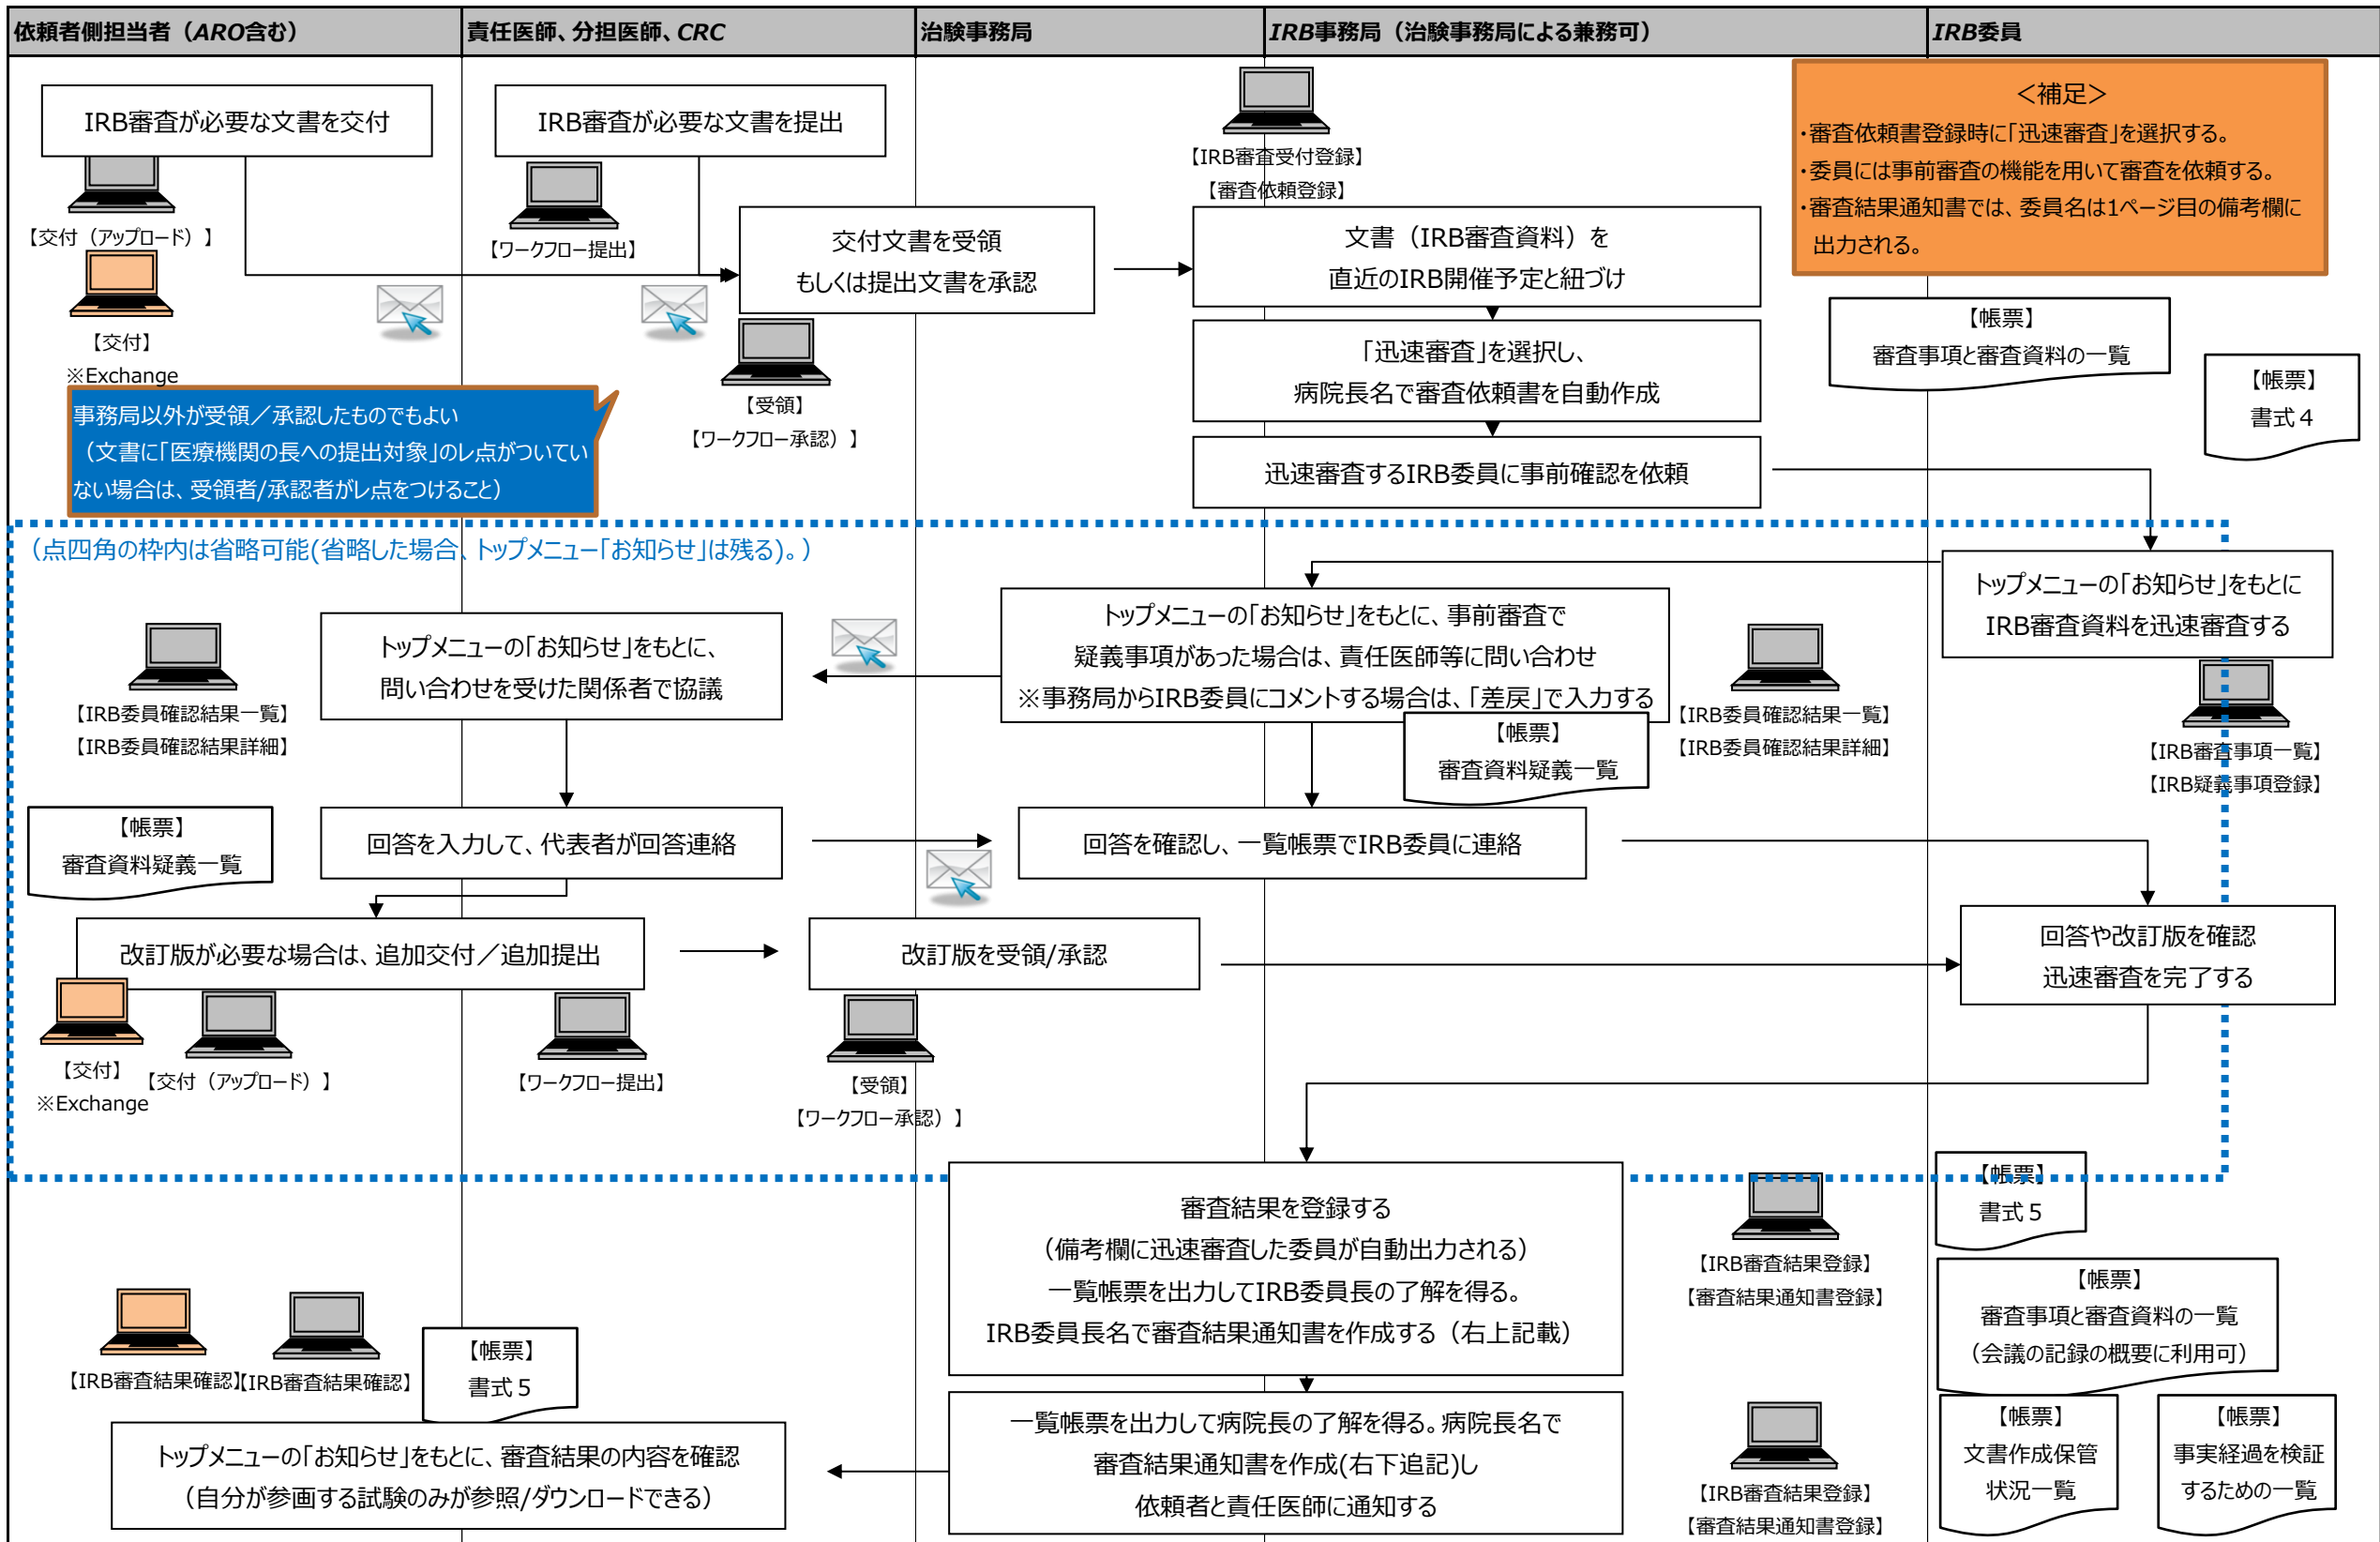 依頼者側担当者（ARO含む）
責任医師、分担医師、CRC
治験事務局
IRB事務局（治験事務局による兼務可）
IRB委員
IRB審査が必要な文書を交付
【交付（アップロード）】
【交付】
※Exchange
IRB審査が必要な文書を提出
【ワークフロー提出】
交付文書を受領
もしくは提出文書を承認
【受領】
【ワークフロー承認）】
【IRB審査受付登録】
【審査依頼登録】
文書（IRB審査資料）を
直近のIRB開催予定と紐づけ
「迅速審査」を選択し、
病院長名で審査依頼書を自動作成
迅速審査するIRB委員に事前確認を依頼
＜補足＞
・審査依頼書登録時に「迅速審査」を選択する。
・委員には事前審査の機能を用いて審査を依頼する。
・審査結果通知書では、委員名は1ページ目の備考欄に
出力される。
【帳票】
審査事項と審査資料の一覧
【帳票】
書式４
事務局以外が受領／承認したものでもよい
（文書に「医療機関の長への提出対象」のレ点がついてい
ない場合は、受領者/承認者がレ点をつけること）
（点四角の枠内は省略可能(省略した場合、トップメニュー「お知らせ」は残る)。）
トップメニューの「お知らせ」をもとに
IRB審査資料を迅速審査する
【IRB審査事項一覧】
【IRB疑義事項登録】
トップメニューの「お知らせ」をもとに、事前審査で
疑義事項があった場合は、責任医師等に問い合わせ
※事務局からIRB委員にコメントする場合は、「差戻」で入力する
【IRB委員確認結果一覧】
【IRB委員確認結果詳細】
【帳票】
審査資料疑義一覧
トップメニューの「お知らせ」をもとに、
問い合わせを受けた関係者で協議
【IRB委員確認結果一覧】
【IRB委員確認結果詳細】
【帳票】
審査資料疑義一覧
回答を入力して、代表者が回答連絡
回答を確認し、一覧帳票でIRB委員に連絡
改訂版が必要な場合は、追加交付／追加提出
【交付】
※Exchange
【交付（アップロード）】
【ワークフロー提出】
改訂版を受領/承認
【受領】
【ワークフロー承認）】
回答や改訂版を確認
迅速審査を完了する
審査結果を登録する
（備考欄に迅速審査した委員が自動出力される）
一覧帳票を出力してIRB委員長の了解を得る。
IRB委員長名で審査結果通知書を作成する（右上記載）
【IRB審査結果登録】
【審査結果通知書登録】
【帳票】
書式５
【帳票】
審査事項と審査資料の一覧
（会議の記録の概要に利用可）
【帳票】
文書作成保管
状況一覧
【帳票】
事実経過を検証
するための一覧
一覧帳票を出力して病院長の了解を得る。病院長名で
審査結果通知書を作成(右下追記)し
依頼者と責任医師に通知する
【IRB審査結果登録】
【審査結果通知書登録】
【IRB審査結果確認】
【IRB審査結果確認】
【帳票】
書式５
トップメニューの「お知らせ」をもとに、審査結果の内容を確認
（自分が参画する試験のみが参照/ダウンロードできる）